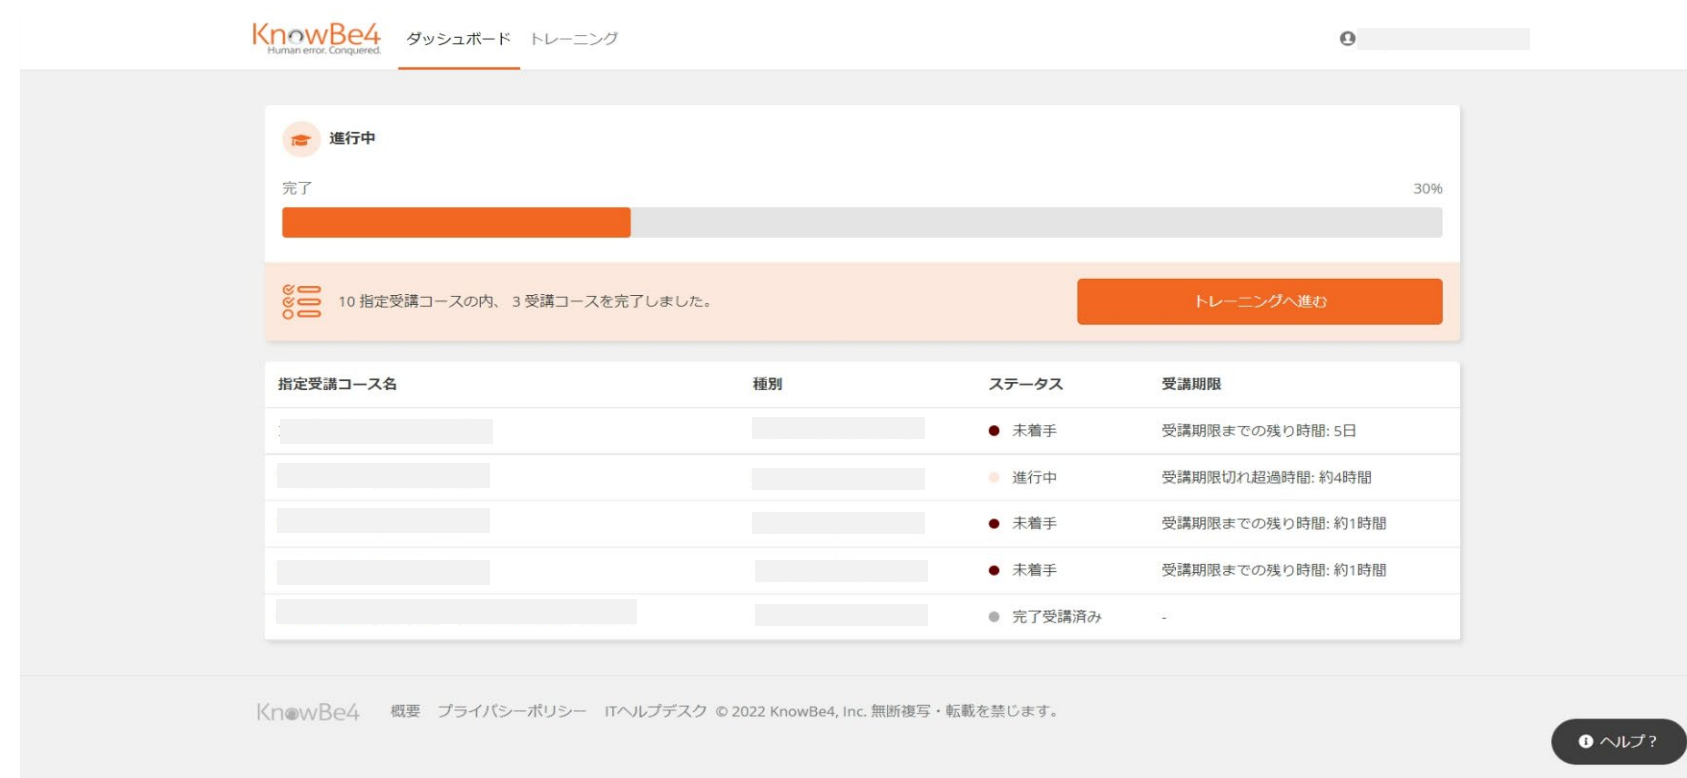 KnowBe4
Human error. Conquered.
ダッシュボード トレーニング
進行中
完了 30%
10 指定受講コースの内、 3 受講コースを完了しました。 トレーニングへ進む
指定受講コース名 種別 ステータス 受講期限
未着手 受講期限までの残り時間: 5日
進行中 受講期限切れ超過時間: 約4時間
未着手 受講期限までの残り時間: 約1時間
未着手 受講期限までの残り時間: 約1時間
完了受講済み -
KnowBe4 概要 プライバシーポリシー ITヘルプデスク © 2022 KnowBe4, Inc. 無断複写・転載を禁じます。
ヘルプ？